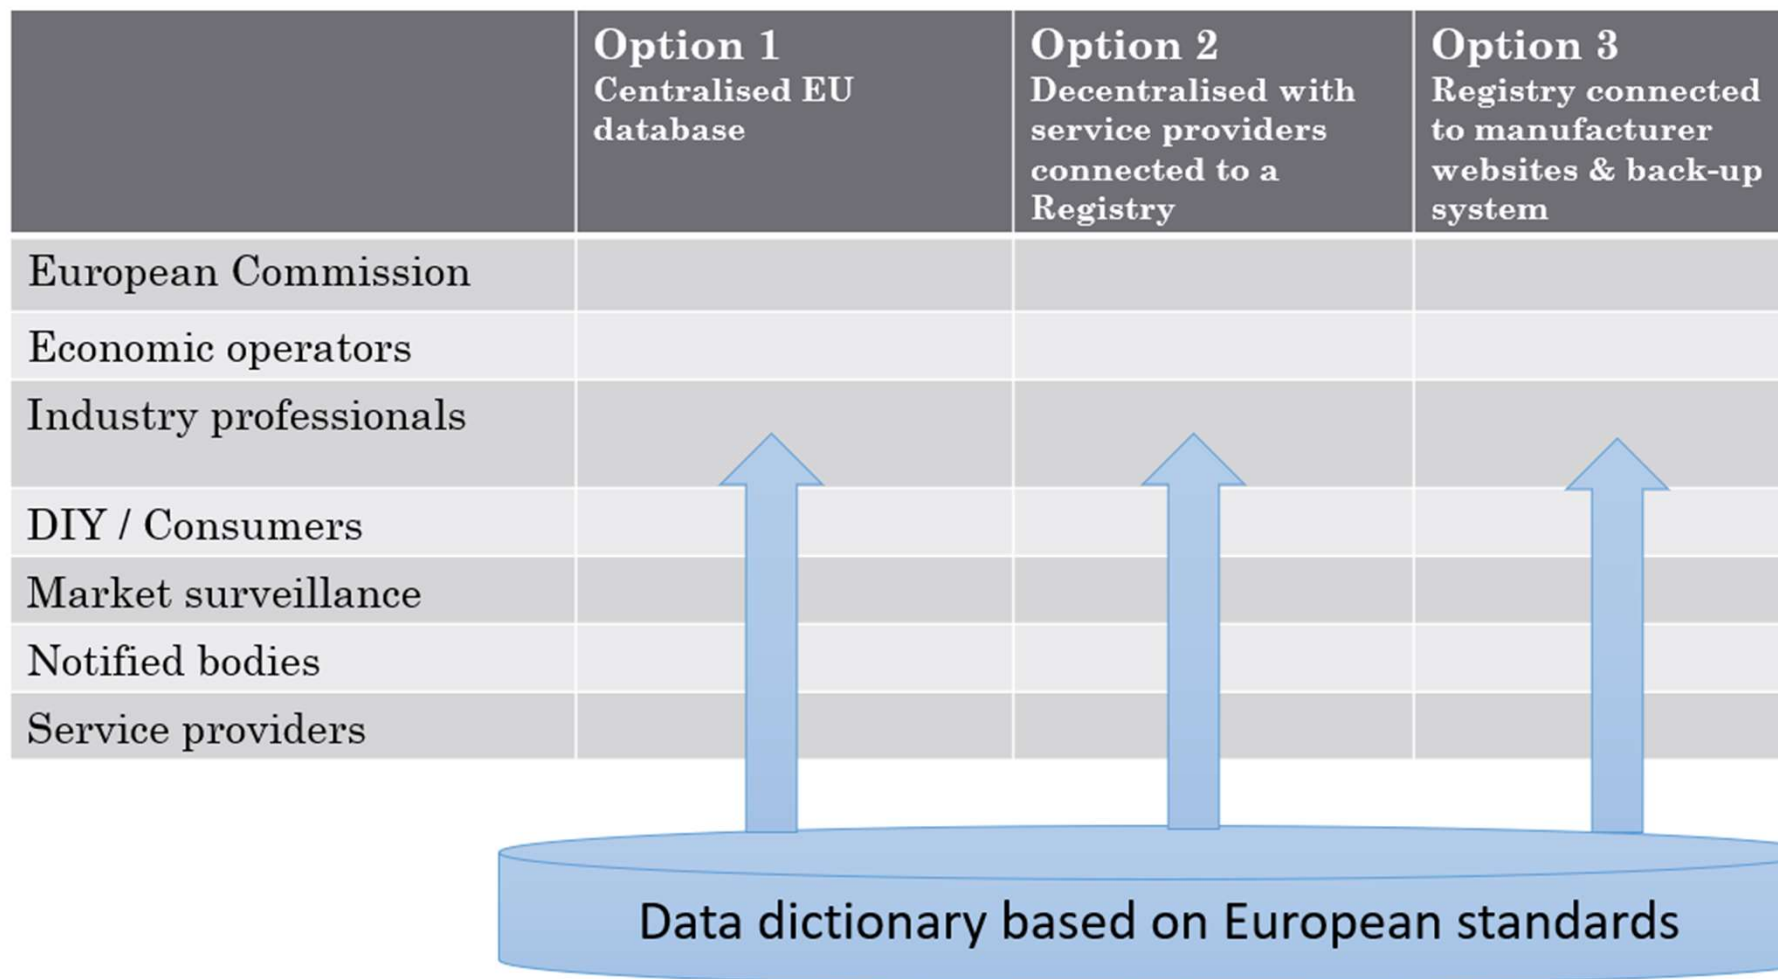 Option 1
Centralised EU
database
Option 2
Decentralised with
service providers
connected to a
Registry
Option 3
Registry connected
to manufacturer
websites & back-up
system
European Commission
Economic operators
Industry professionals
DIY / Consumers
Market surveillance
Notified bodies
Service providers
Data dictionary based on European standards